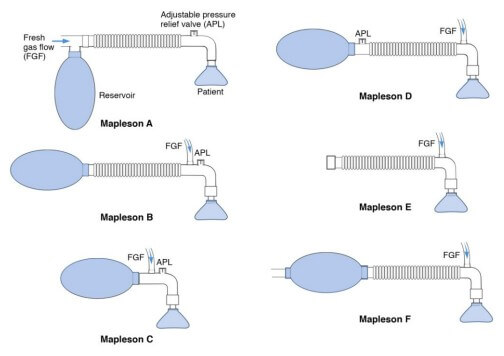 Adjustable pressure
relief valve (APL)
Fresh
gas flow
(FGF)
Reservoir
Patient
Mapleson A
FGF
APL
Mapleson B
FGF
APL
Mapleson C
APL
FGF
Mapleson D
FGF
Mapleson E
FGF
Mapleson F